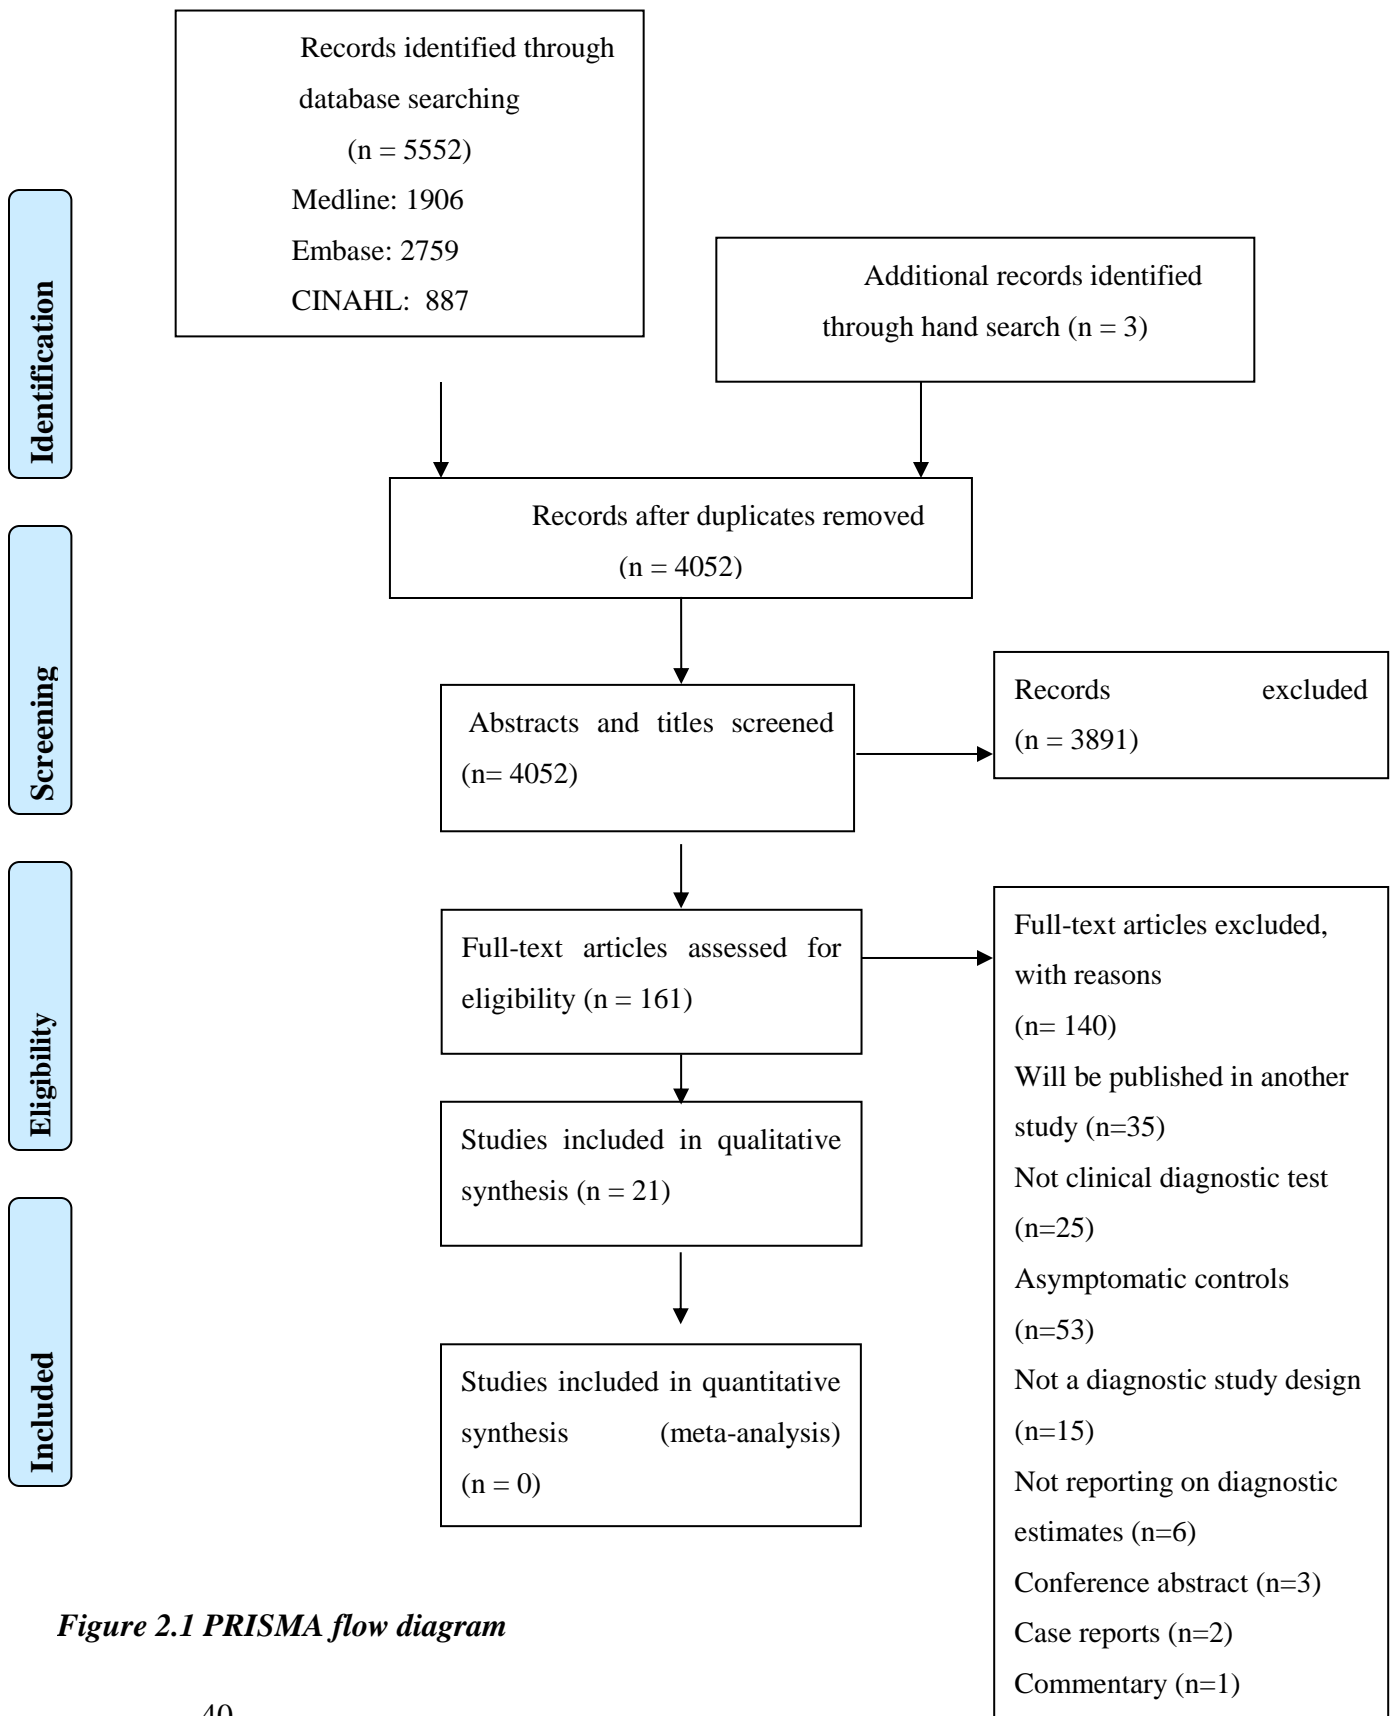 Records identified through
database searching
(n = 5552)
Medline: 1906
Embase: 2759
CINAHL: 887
Additional records identified
through hand search (n = 3)
Identification
Records after duplicates removed
(n = 4052)
Screening
Abstracts and titles screened
(n= 4052)
Records excluded
(n = 3891)
Eligibility
Full-text articles assessed for
eligibility (n = 161)
Full-text articles excluded,
with reasons
(n= 140)
Will be published in another
study (n=35)
Not clinical diagnostic test
(n=25)
Asymptomatic controls
(n=53)
Not a diagnostic study design
(n=15)
Not reporting on diagnostic
estimates (n=6)
Conference abstract (n=3)
Case reports (n=2)
Commentary (n=1)
Studies included in qualitative
synthesis (n = 21)
Included
Studies included in quantitative
synthesis (meta-analysis)
(n = 0)
Figure 2.1 PRISMA flow diagram
40